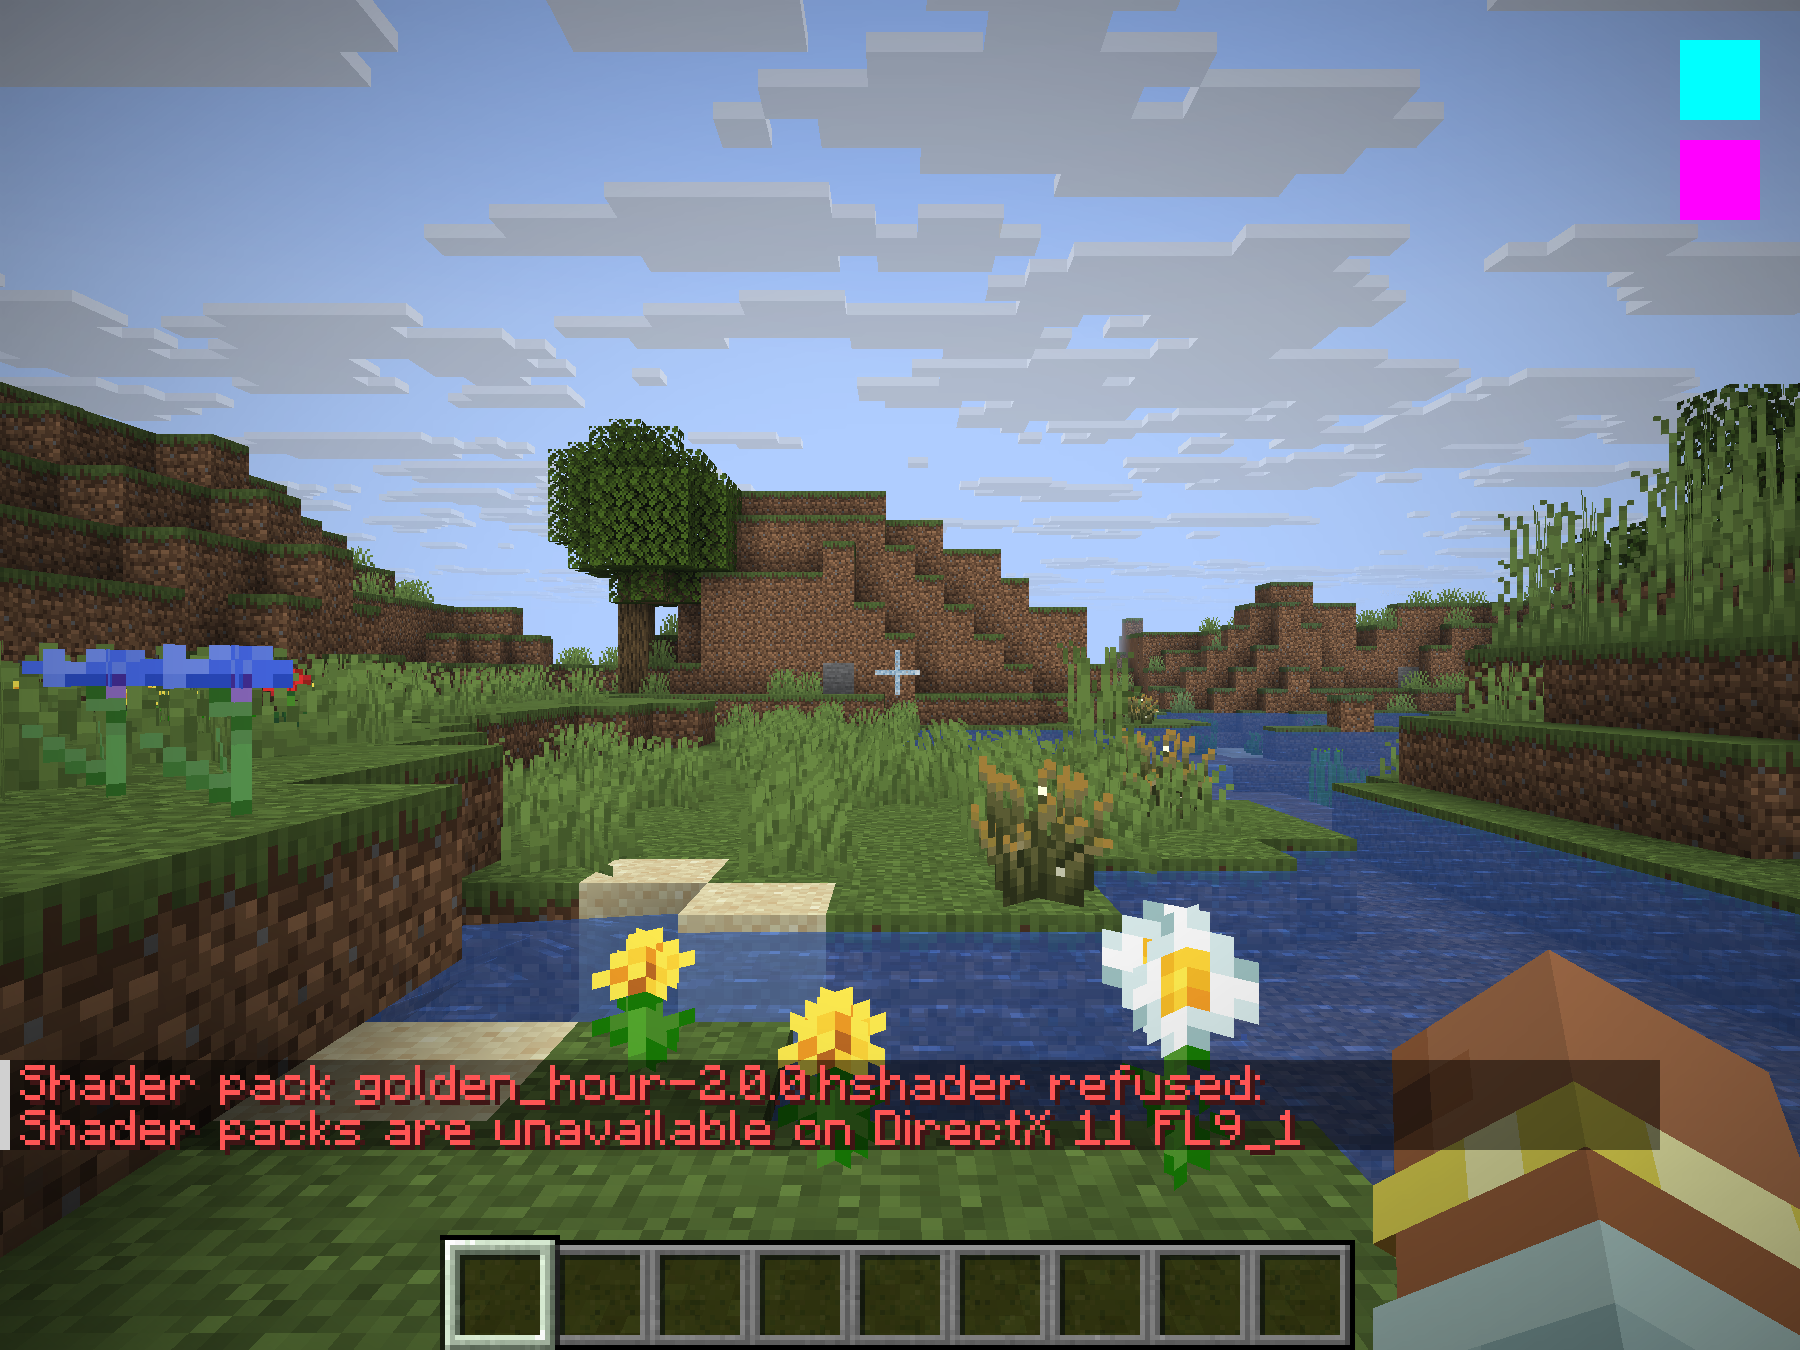 Shader pack golden_hour-2.0.0.hshader refused:
Shader packs are unavailable on DirectX 11 FL9_1